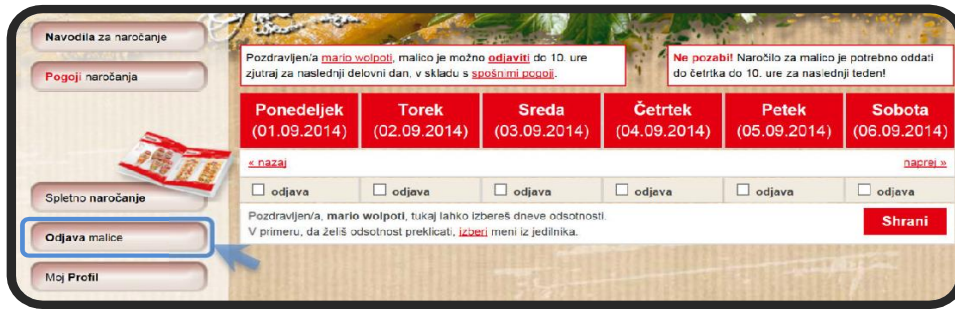 Navodila za naročanje
Pogoji naročanja
Spletno naročanje
Odjava malice
Moj Profil
Pozdravljen/a mario wolpoti, malico je možno odjaviti do 10. ure
zjutraj za naslednji delovni dan, v skladu s spošnimi pogoji.
Ne pozabi! Naročilo za malico je potrebno oddati
do četrtka do 10. ure za naslednji teden!
Ponedeljek Torek Sreda Četrtek Petek Sobota
(01.09.2014) (02.09.2014) (03.09.2014) (04.09.2014) (05.09.2014) (06.09.2014)
« nazaj naprej »
odjava odjava odjava odjava odjava odjava
Pozdravljen/a, mario wolpoti, tukaj lahko izbereš dneve odsotnosti.
V primeru, da želiš odsotnost preklicati, izberi meni iz jedilnika.
Shrani